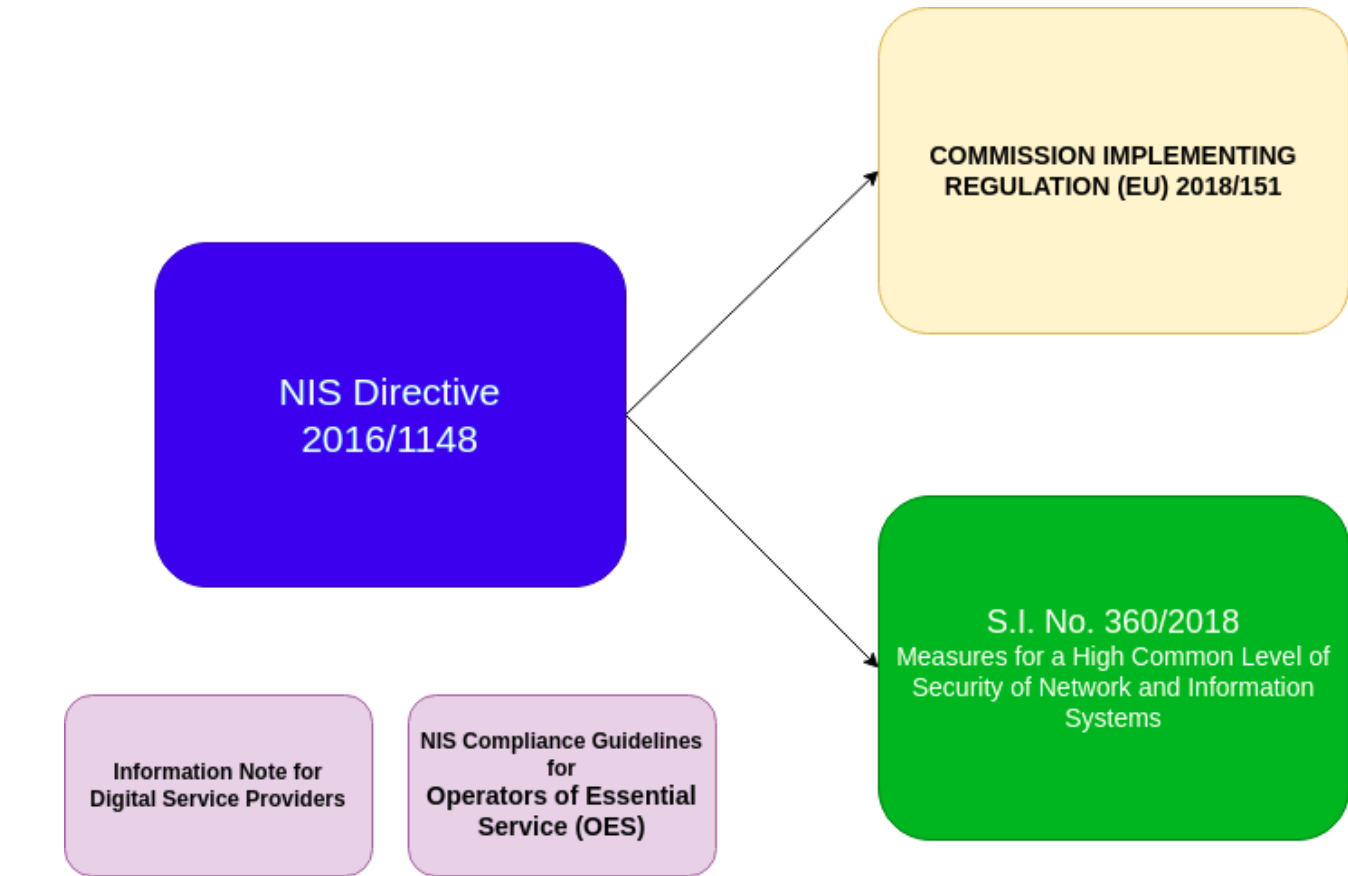 COMMISSION IMPLEMENTING
REGULATION (EU) 2018/151
NIS Directive
2016/1148
S.I. No. 360/2018
Measures for a High Common Level of
Security of Network and Information
Systems
Information Note for
Digital Service Providers
NIS Compliance Guidelines
for
Operators of Essential
Service (OES)